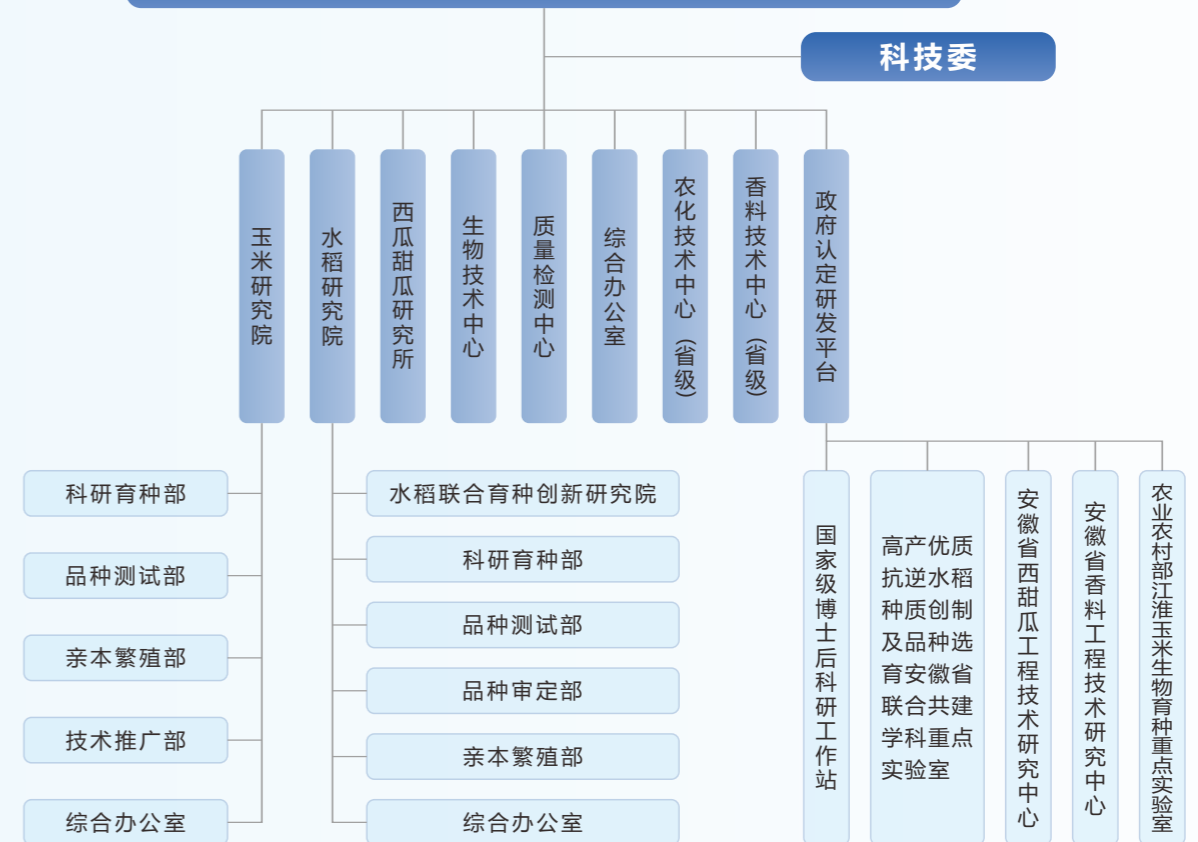 科技委
玉米研究院
水稻研究院
西瓜甜瓜研究所
生物技术中心
质量检测中心
综合办公室
农化技术中心（省级）
香料技术中心（省级）
政府认定研发平台
科研育种部
品种测试部
亲本繁殖部
技术推广部
综合办公室
水稻联合育种创新研究院
科研育种部
品种测试部
品种审定部
亲本繁殖部
综合办公室
国家级博士后科研工作站
高产优质
抗逆水稻
种质创制
及品种选
育安徽省
联合共建
学科重点
实验室
安徽省西甜瓜工程技术研究中心
安徽省香料工程技术研究中心
农业农村部江淮玉米生物育种重点实验室